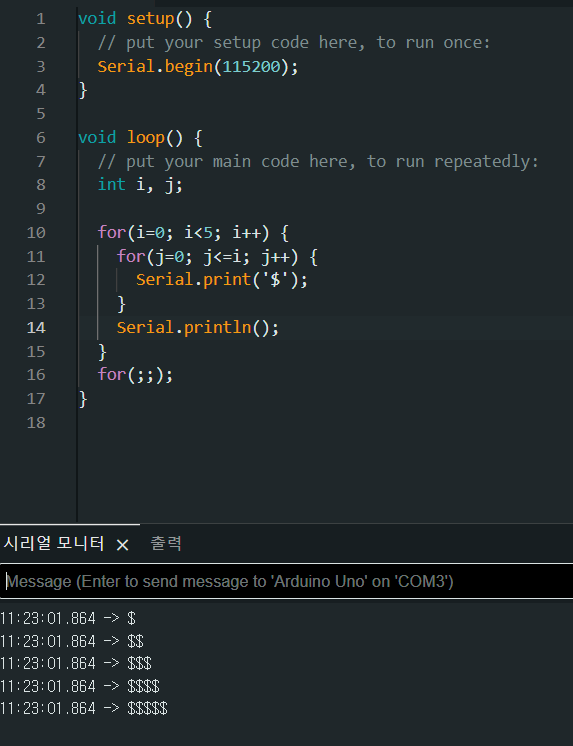 1 void setup() {
2 // put your setup code here, to run once:
3 Serial.begin(115200);
4 }
5
6 void loop() {
7 // put your main code here, to run repeatedly:
8 int i, j;
9
10 for(i=0; i<5; i++) {
11 for(j=0; j<=i; j++) {
12 Serial.print('$');
13 }
14 Serial.println();
15 }
16 for(;;);
17 }
18
시리얼 모니터 × 출력
Message (Enter to send message to 'Arduino Uno' on 'COM3')
11:23:01.864 -> $
11:23:01.864 -> $$
11:23:01.864 -> $$$
11:23:01.864 -> $$$$
11:23:01.864 -> $$$$$